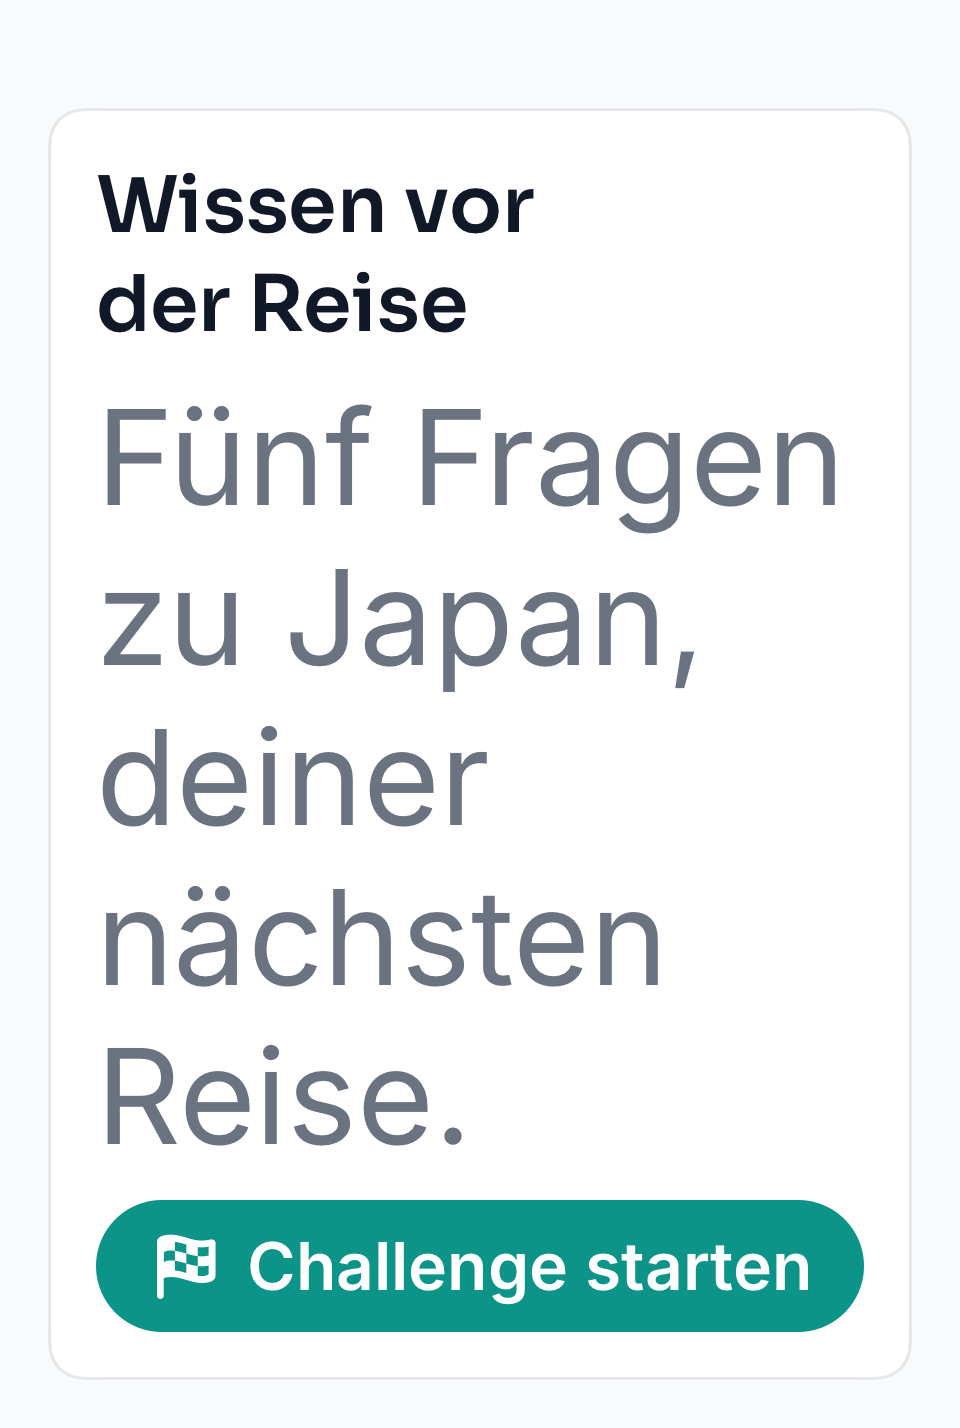 Wissen vor
der Reise
Fünf Fragen
zu Japan,
deiner
nächsten
Reise.
Challenge starten